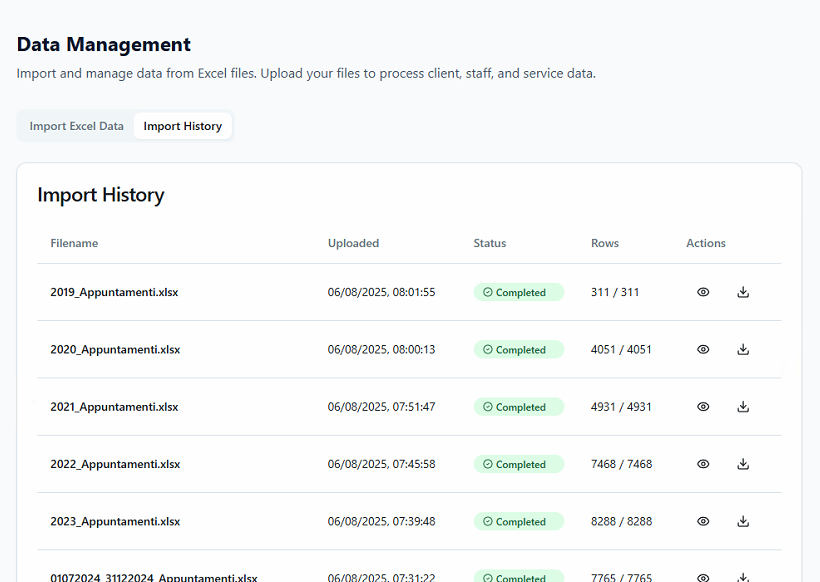 Data Management
Import and manage data from Excel files. Upload your files to process client, staff, and service data.
Import Excel Data Import History
Import History
Filename Uploaded Status Rows Actions
2019_Appuntamenti.xlsx 06/08/2025, 08:01:55 Completed 311 / 311
2020_Appuntamenti.xlsx 06/08/2025, 08:00:13 Completed 4051 / 4051
2021_Appuntamenti.xlsx 06/08/2025, 07:51:47 Completed 4931 / 4931
2022_Appuntamenti.xlsx 06/08/2025, 07:45:58 Completed 7468 / 7468
2023_Appuntamenti.xlsx 06/08/2025, 07:39:48 Completed 8288 / 8288
01072024_31122024_Appuntamenti.xlsx 06/08/2025, 07:31:22 Completed 7765 / 7765